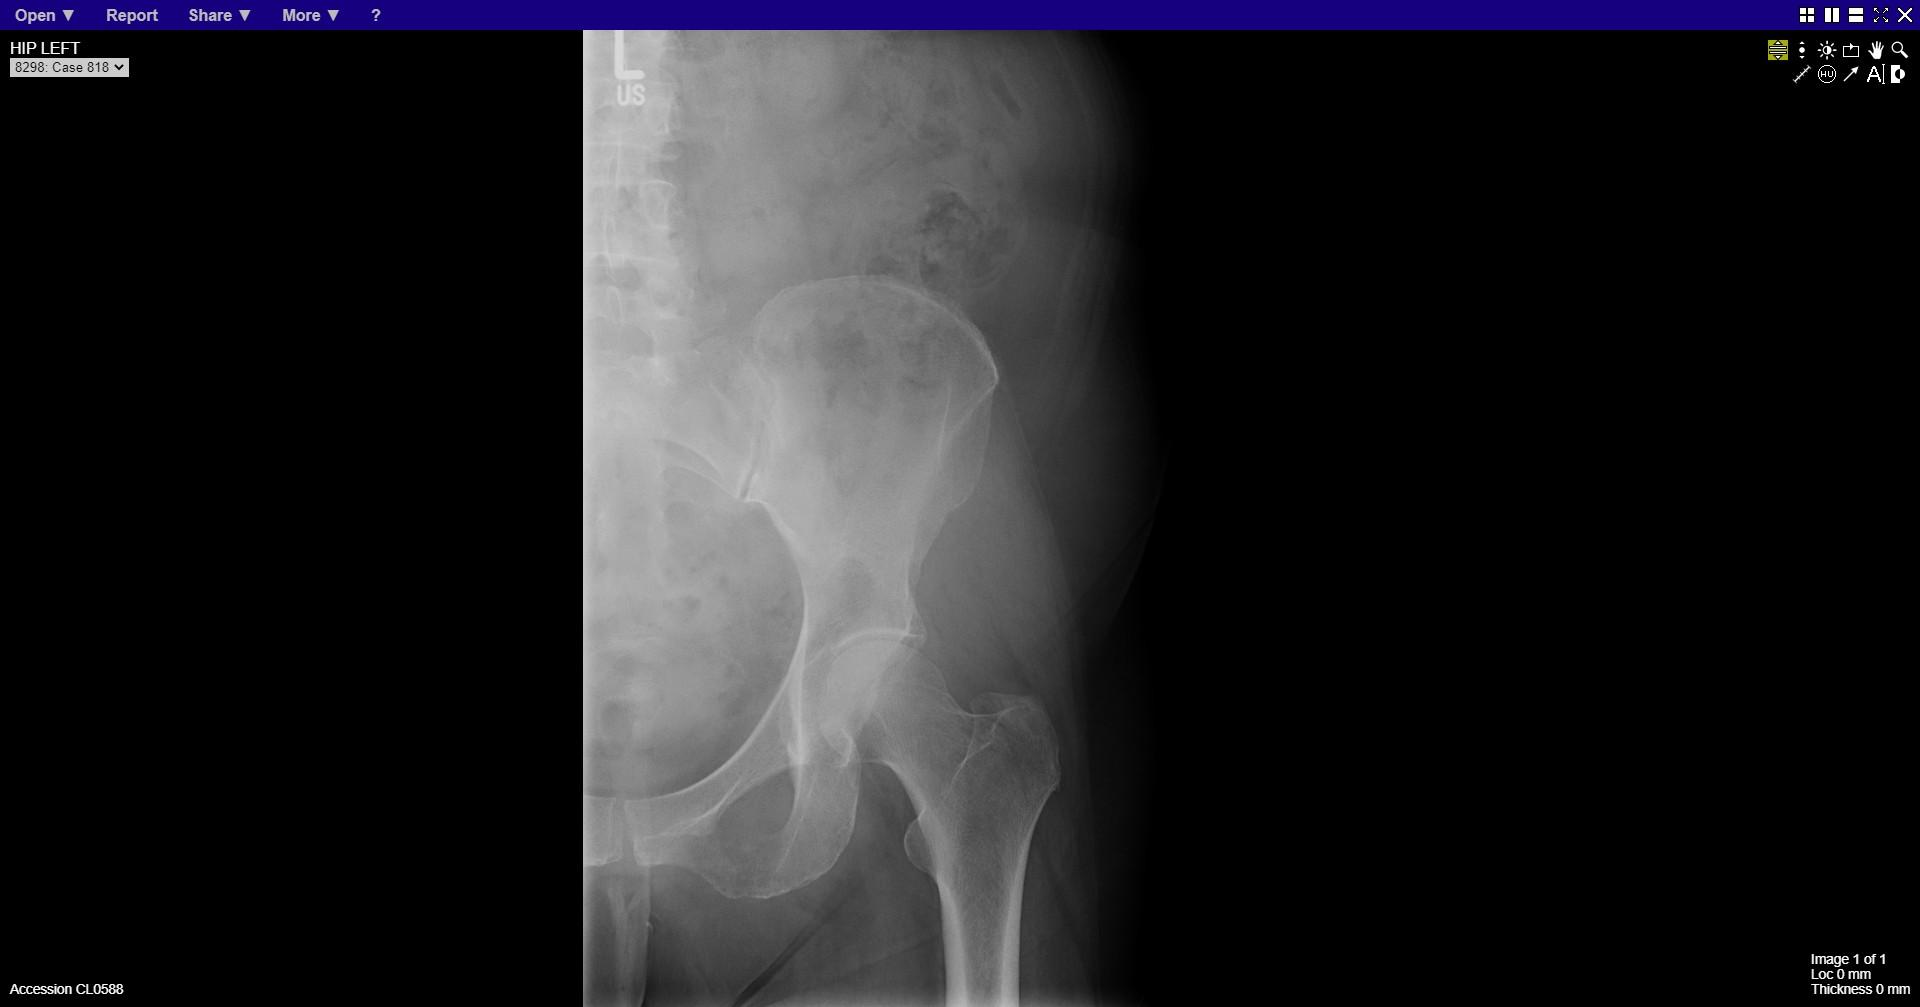 Open ▼ Report Share ▼ More ▼ ?
HIP LEFT
8298: Case 818
L
US
HU
A
Accession CL0588
Image 1 of 1
Loc 0 mm
Thickness 0 mm